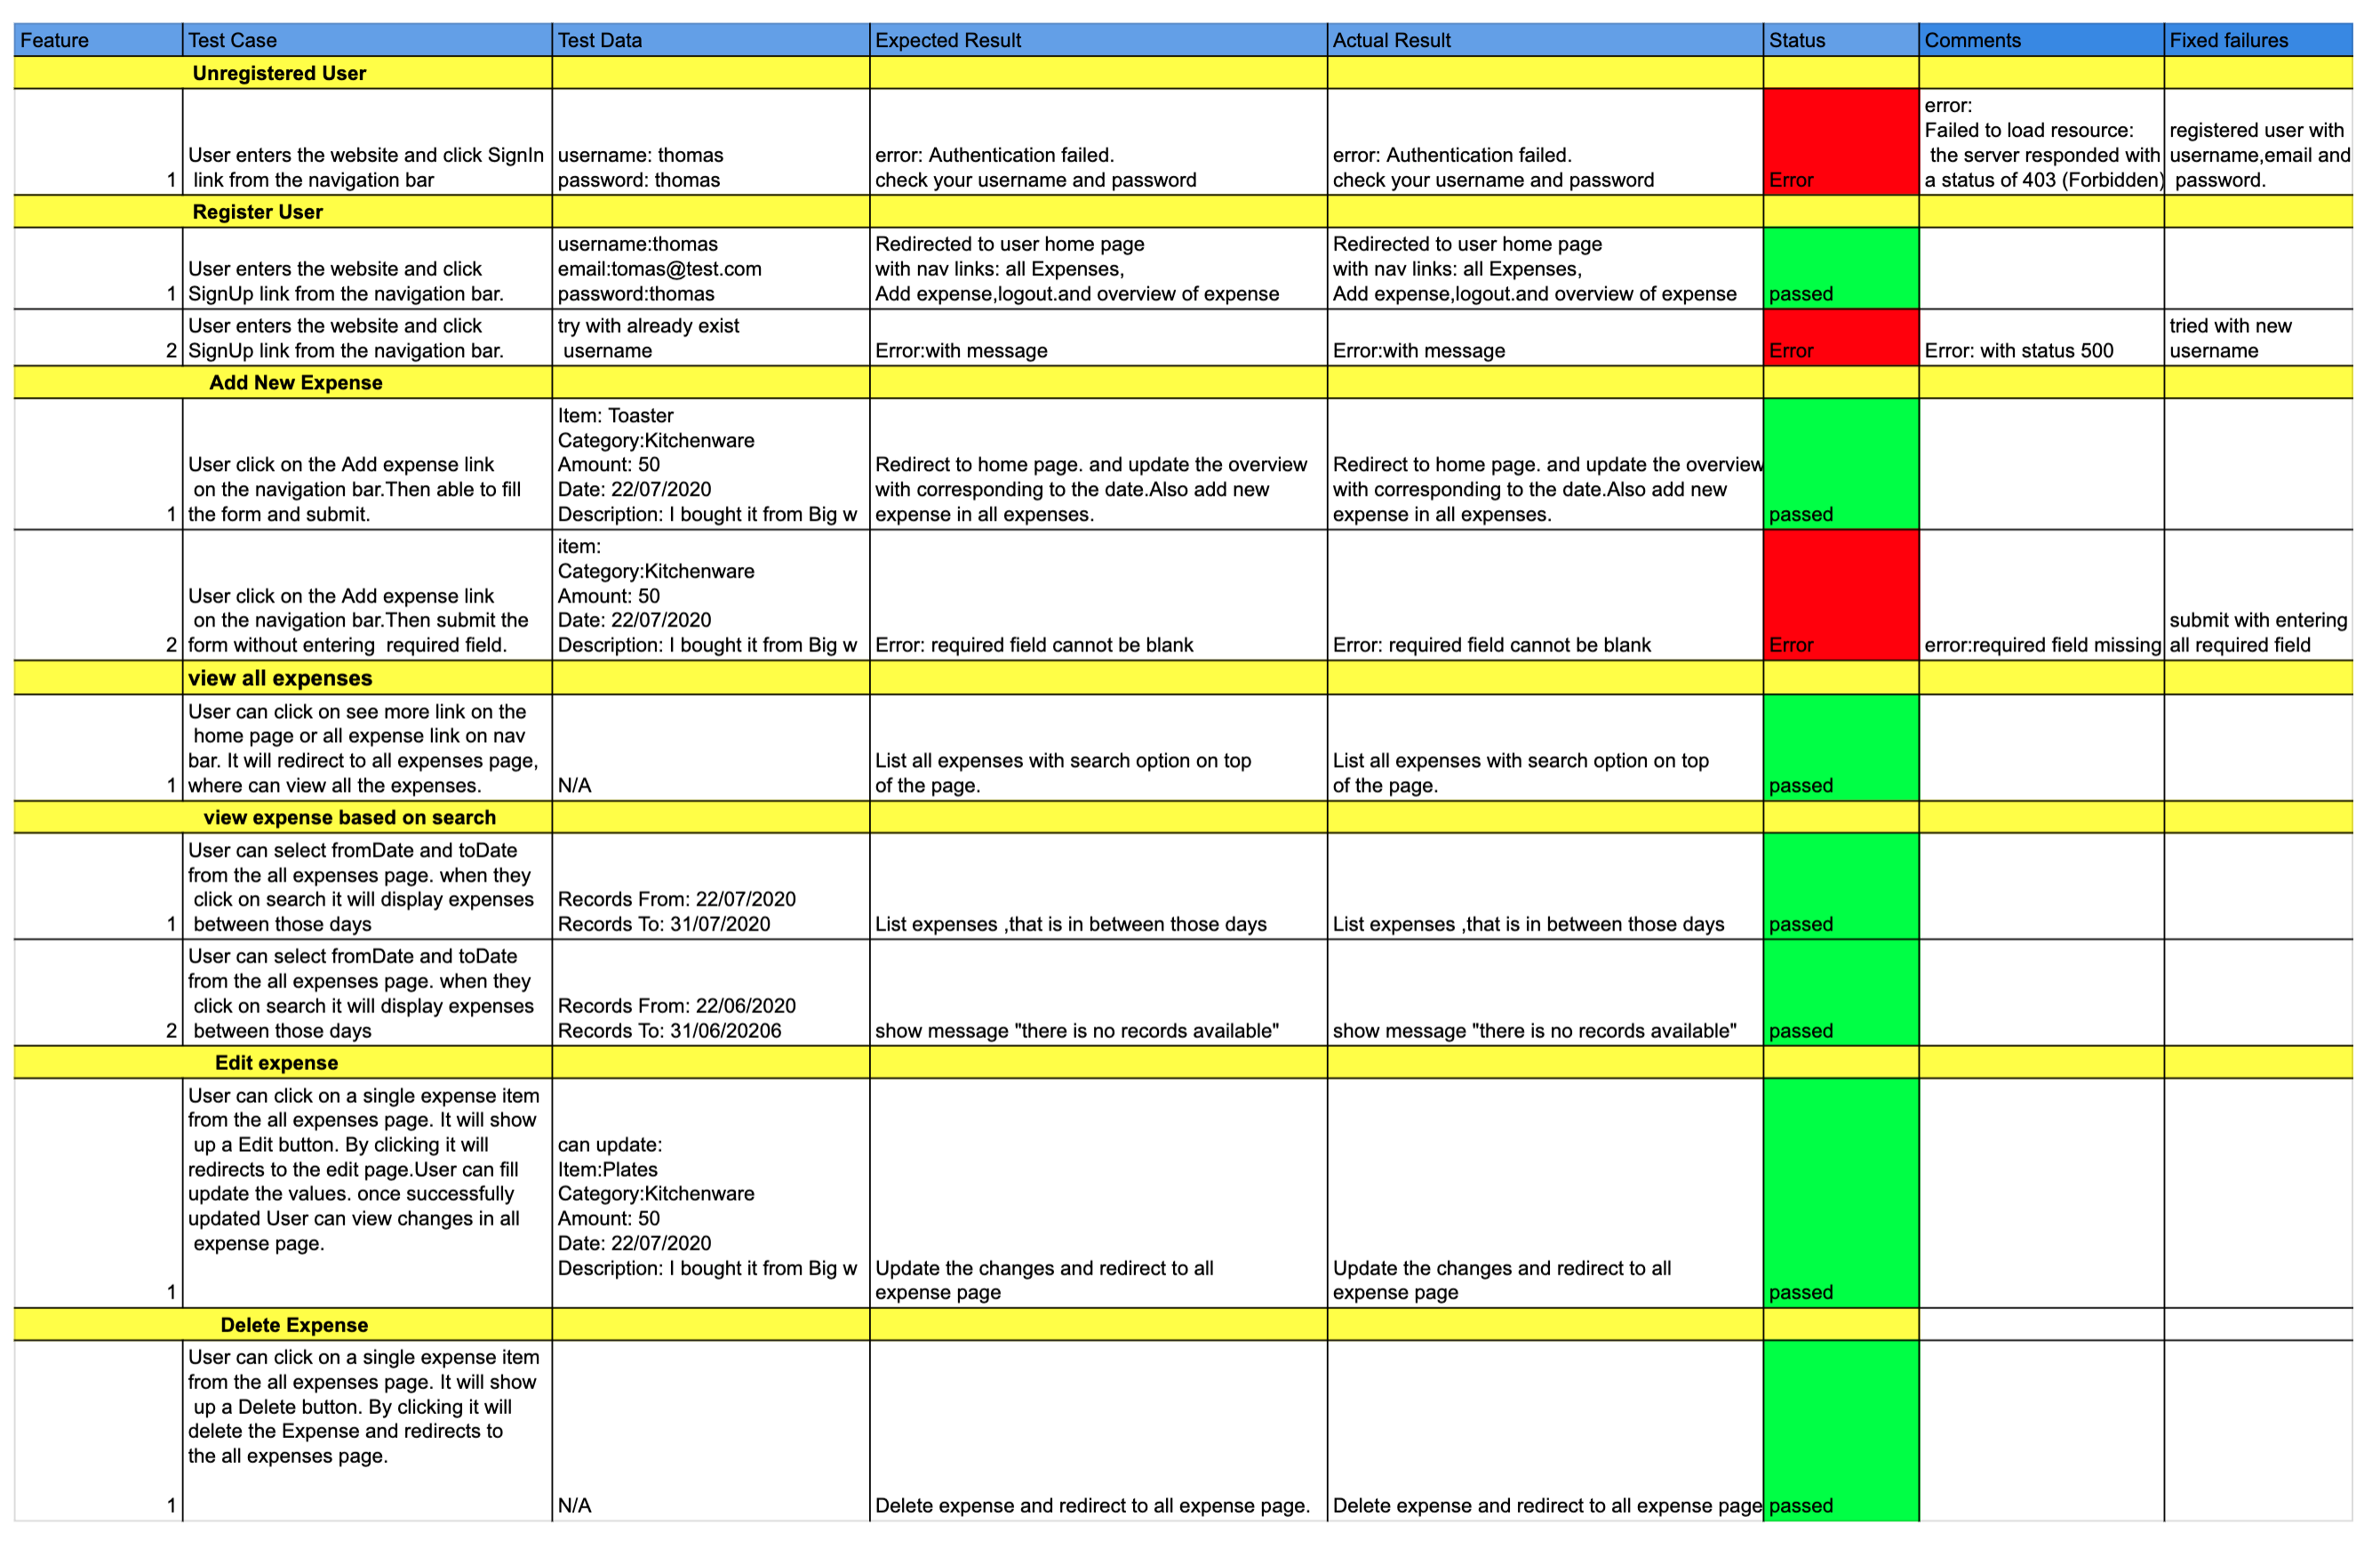 Feature Test Case Test Data Expected Result Actual Result Status Comments Fixed failures
Unregistered User
1
User enters the website and click SignIn
link from the navigation bar
username: thomas
password: thomas
error: Authentication failed.
check your username and password
error: Authentication failed.
check your username and password
Error
error:
Failed to load resource:
the server responded with
a status of 403 (Forbidden)
registered user with
username,email and
password.
Register User
1
User enters the website and click
SignUp link from the navigation bar.
username:thomas
email:tomas@test.com
password:thomas
Redirected to user home page
with nav links: all Expenses,
Add expense,logout.and overview of expense
Redirected to user home page
with nav links: all Expenses,
Add expense,logout.and overview of expense
passed
2
User enters the website and click
SignUp link from the navigation bar.
try with already exist
username
Error:with message
Error:with message
Error
Error: with status 500
tried with new
username
Add New Expense
1
User click on the Add expense link
on the navigation bar.Then able to fill
the form and submit.
Item: Toaster
Category:Kitchenware
Amount: 50
Date: 22/07/2020
Description: I bought it from Big w
Redirect to home page. and update the overview
with corresponding to the date.Also add new
expense in all expenses.
Redirect to home page. and update the overview
with corresponding to the date.Also add new
expense in all expenses.
passed
2
User click on the Add expense link
on the navigation bar.Then submit the
form without entering  required field.
item:
Category:Kitchenware
Amount: 50
Date: 22/07/2020
Description: I bought it from Big w
Error: required field cannot be blank
Error: required field cannot be blank
Error
error:required field missing
submit with entering
all required field
view all expenses
1
User can click on see more link on the
home page or all expense link on nav
bar. It will redirect to all expenses page,
where can view all the expenses.
N/A
List all expenses with search option on top
of the page.
List all expenses with search option on top
of the page.
passed
view expense based on search
1
User can select fromDate and toDate
from the all expenses page. when they
click on search it will display expenses
between those days
Records From: 22/07/2020
Records To: 31/07/2020
List expenses ,that is in between those days
List expenses ,that is in between those days
passed
2
User can select fromDate and toDate
from the all expenses page. when they
click on search it will display expenses
between those days
Records From: 22/06/2020
Records To: 31/06/20206
show message "there is no records available"
show message "there is no records available"
passed
Edit expense
1
User can click on a single expense item
from the all expenses page. It will show
up a Edit button. By clicking it will
redirects to the edit page.User can fill
update the values. once successfully
updated User can view changes in all
expense page.
can update:
Item:Plates
Category:Kitchenware
Amount: 50
Date: 22/07/2020
Description: I bought it from Big w
Update the changes and redirect to all
expense page
Update the changes and redirect to all
expense page
passed
Delete Expense
1
User can click on a single expense item
from the all expenses page. It will show
up a Delete button. By clicking it will
delete the Expense and redirects to
the all expenses page.
N/A
Delete expense and redirect to all expense page.
Delete expense and redirect to all expense page
passed